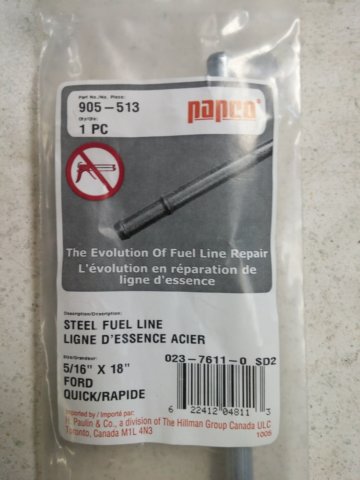 Part No./No. Pièce:
905-513
Qty/Qté:
1 PC
papco
The Evolution Of Fuel Line Repair
L'évolution en réparation de
ligne d'essence
Description/Description:
STEEL FUEL LINE
LIGNE D'ESSENCE ACIER
Size/Grandeur:
5/16" X 18"
FORD
QUICK/RAPIDE
023-7611-0 SD2
6 22412 04811 3
Imported by / Importé par:
H. Paulin & Co., a division of The Hillman Group Canada ULC
Toronto, Canada M1L 4N3
1005